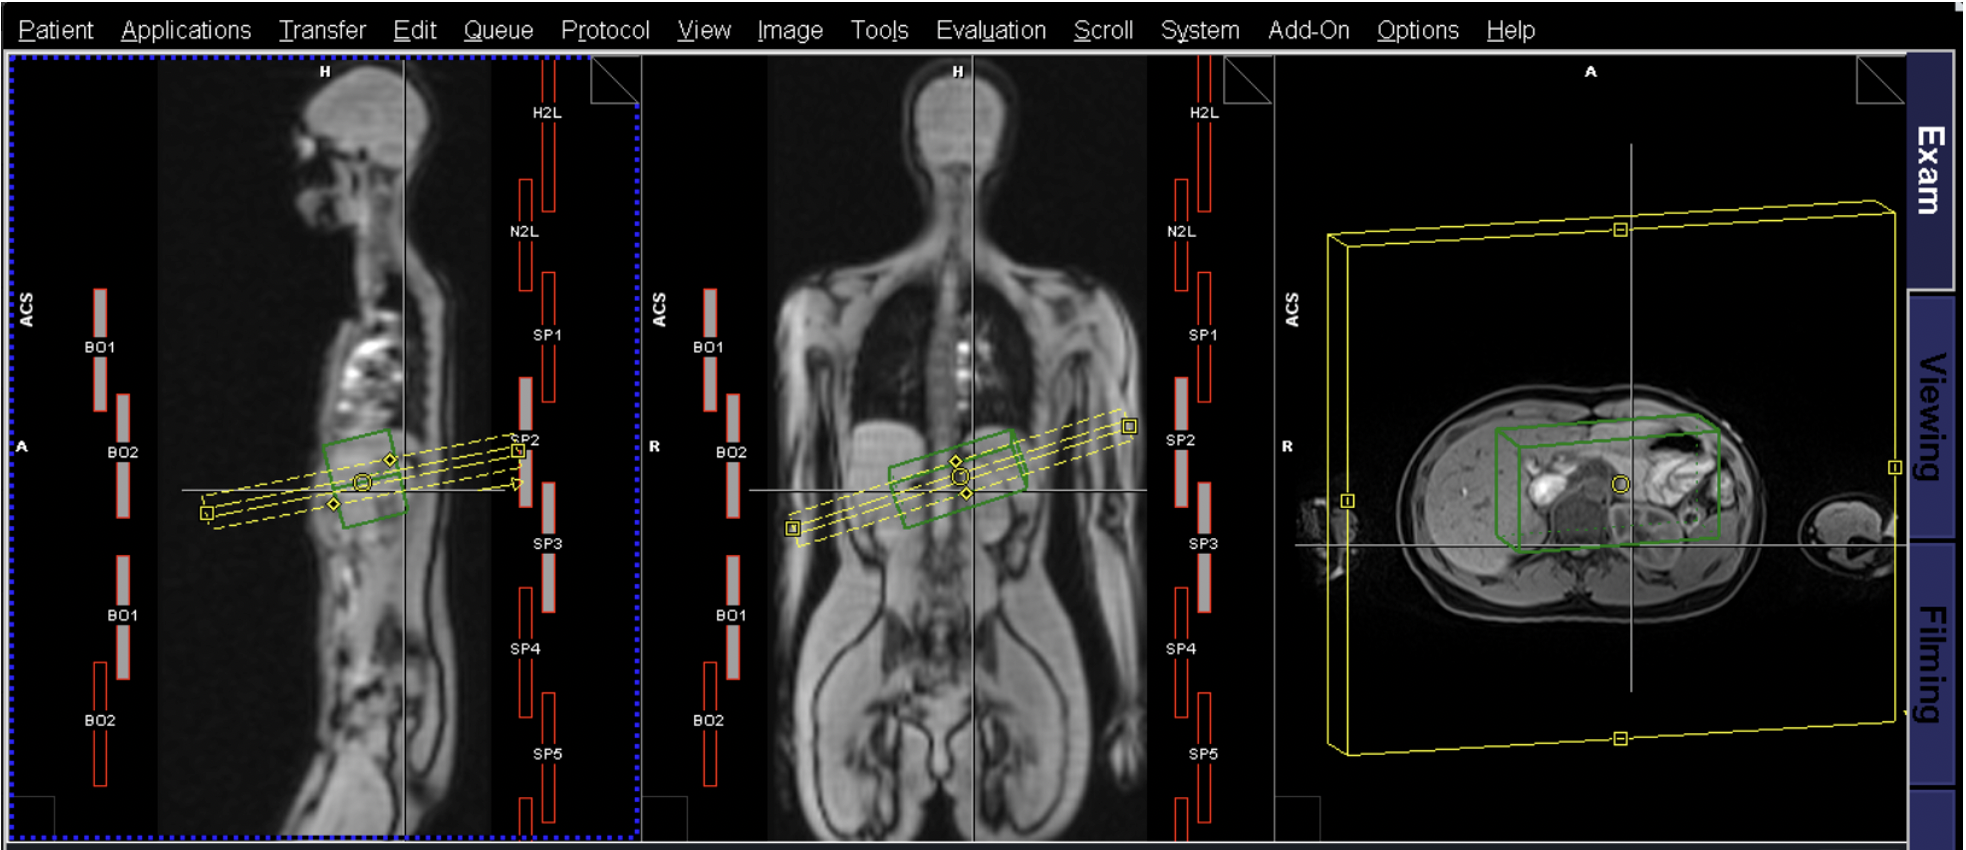 Patient Applications Transfer Edit Queue Protocol View Image Tools Evaluation Scroll System Add-On Options Help
H
H2L
N2L
ACS
BO1
SP1
A
BO2
SP2
SP3
BO1
SP4
BO2
SP5
H
H2L
N2L
ACS
BO1
SP1
R
BO2
SP2
SP3
BO1
SP4
BO2
SP5
A
ACS
R
Exam
Viewing
Filming